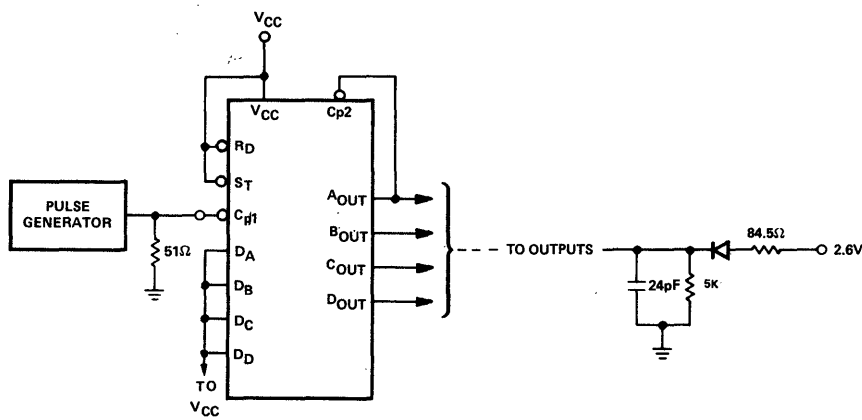 VCC
VCC
Cp2
RD
ST
Cp1
DA
DB
DC
DD
TO
VCC
PULSE
GENERATOR
51Ω
AOUT
BOUT
COUT
DOUT
TO OUTPUTS
84.5Ω
2.6V
24pF
5K